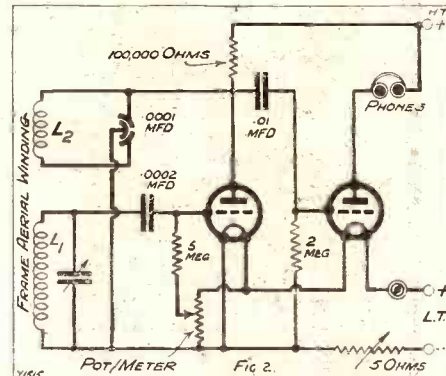 H.T.
+
100,000 OHMS
PHONES
FRAME AERIAL WINDING
L2
.0001
MFD
.01
MFD
.0002
MFD
L1
5
MEG
2
MEG
+
L.T.
-
POT/METER
FIG 2.
5 OHMS